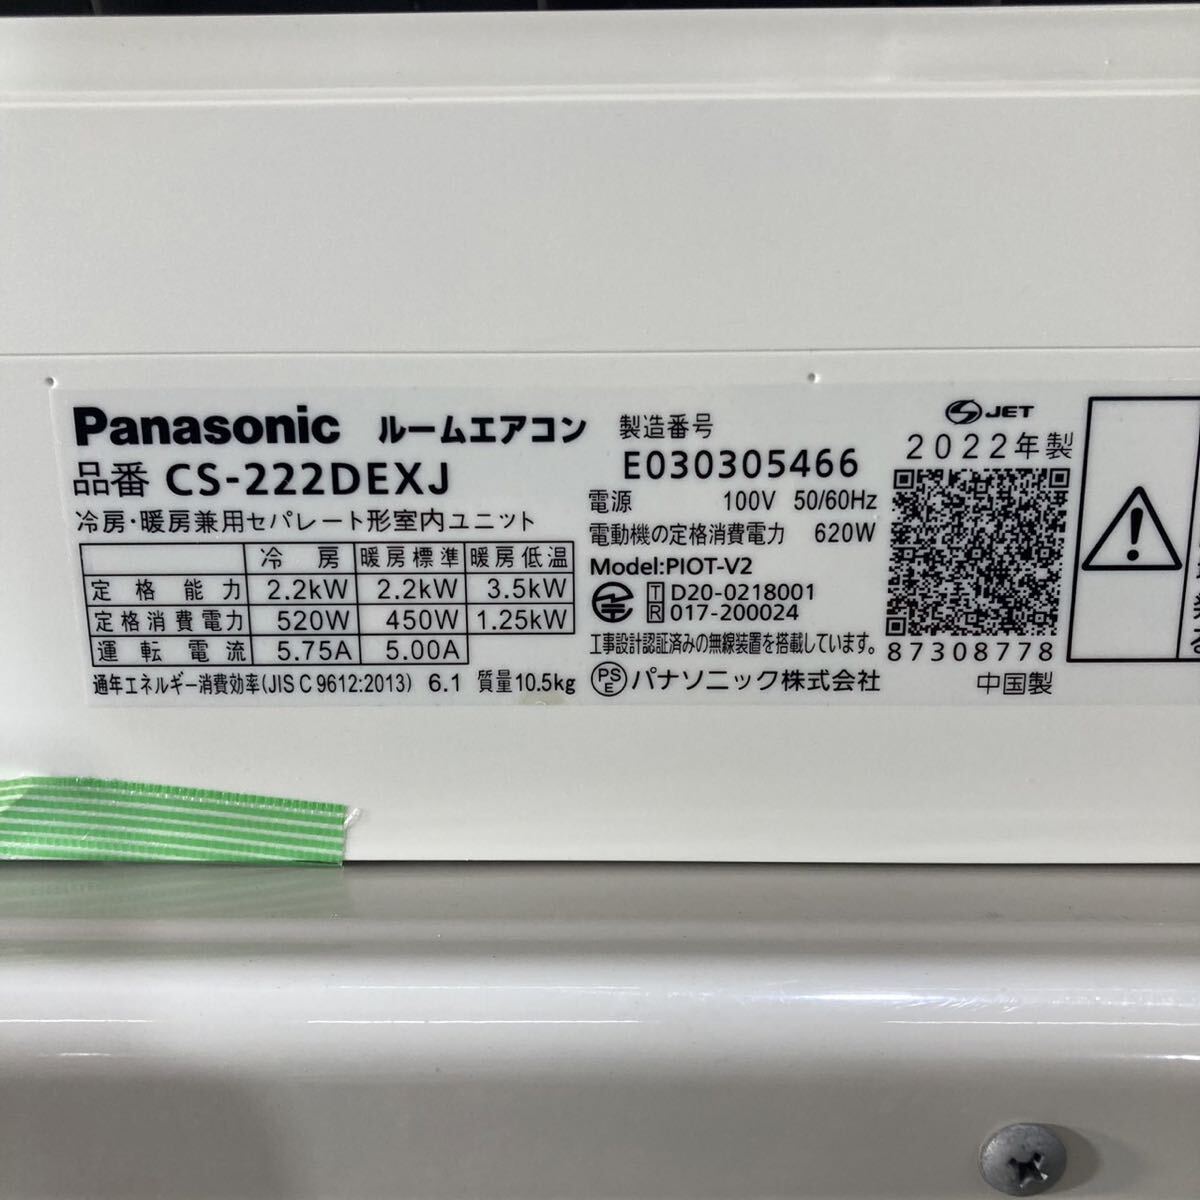 Panasonic ルームエアコン
品番 CS-222DEXJ
冷房・暖房兼用セパレート形室内ユニット
冷房 暖房標準 暖房低温
定格能力 2.2kW 2.2kW 3.5kW
定格消費電力 520W 450W 1.25kW
運転電流 5.75A 5.00A
通年エネルギー消費効率(JIS C 9612:2013) 6.1 質量10.5kg
製造番号
E030305466
電源 100V 50/60Hz
電動機の定格消費電力 620W
Model:PIOT-V2
T D20-0218001
R 017-200024
工事設計認証済みの無線装置を搭載しています。
PSE パナソニック株式会社
JET
2022年製
87308778
中国製